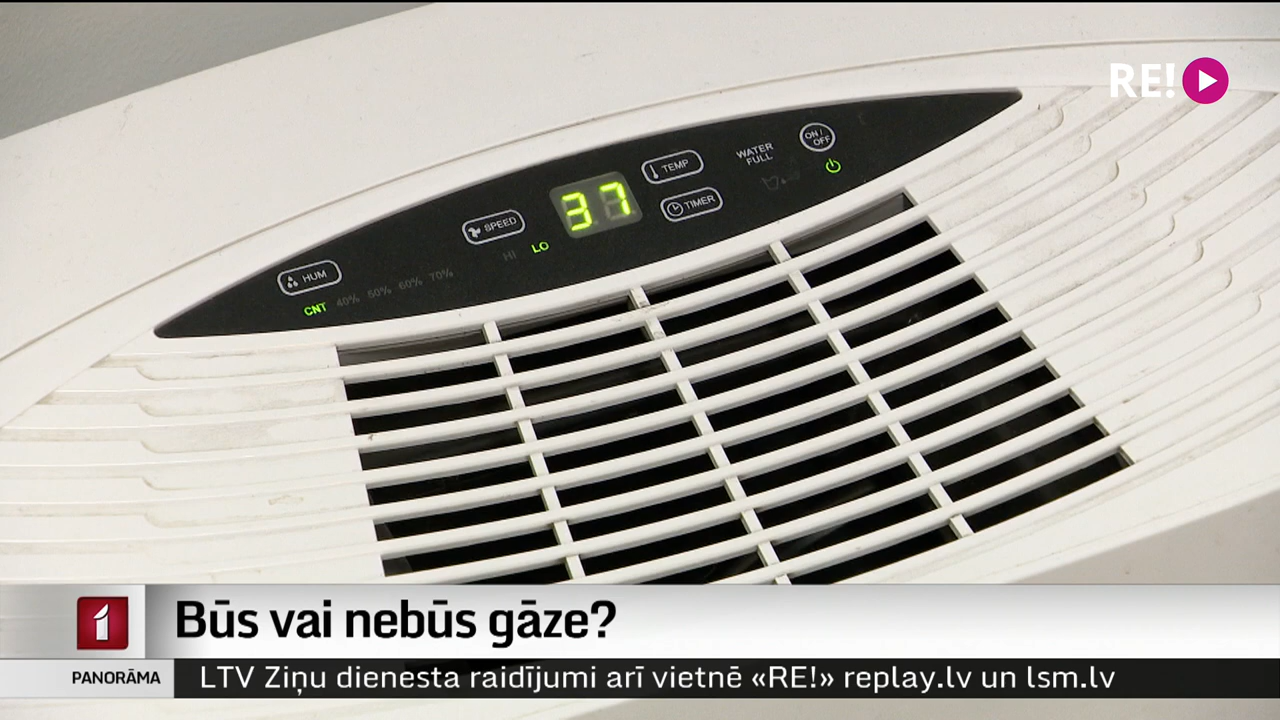 RE!
ON/OFF
WATER
FULL
TEMP
TIMER
37
SPEED
HI LO
HUM
CNT 40% 50% 60% 70%
1
Būs vai nebūs gāze?
PANORĀMA
LTV Ziņu dienesta raidījumi arī vietnē «RE!» replay.lv un lsm.lv